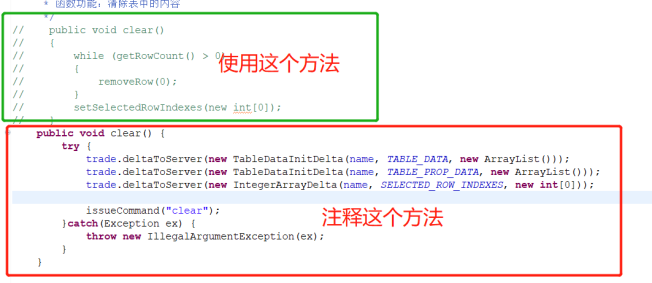 * 函数功能：清除表中的内容
*/
// public void clear()
// {
// while (getRowCount() > 0)
// {
// removeRow(0);
// }
// setSelectedRowIndexes(new int[0]);
// }
使用这个方法
public void clear() {
try {
trade.deltaToServer(new TableDataInitDelta(name, TABLE_DATA, new ArrayList()));
trade.deltaToServer(new TableDataInitDelta(name, TABLE_PROP_DATA, new ArrayList()));
trade.deltaToServer(new IntegerArrayDelta(name, SELECTED_ROW_INDEXES, new int[0]));
issueCommand("clear");
}catch(Exception ex) {
throw new IllegalArgumentException(ex);
}
}
注释这个方法